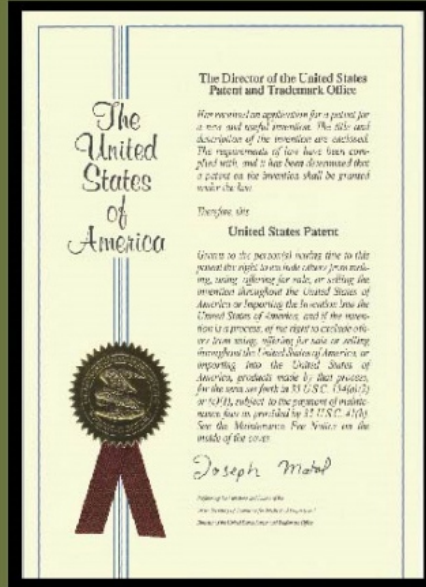 The
United
States
of
America
The Director of the United States
Patent and Trademark Office
Has received an application for a patent for
a new and useful invention. The title and
description of the invention are enclosed.
The requirements of law have been com-
plied with, and it has been determined that
a patent on the invention shall be granted
under the law.
Therefore, this
United States Patent
Grants to the person(s) having title to this
patent the right to exclude others from mak-
ing, using, offering for sale, or selling the
invention throughout the United States of
America or importing the invention into the
United States of America, and if the inven-
tion is a process, of the right to exclude oth-
ers from using, offering for sale or selling
throughout the United States of America, or
importing into the United States of
America, products made by that process,
for the term set forth in 35 U.S.C. 154(a)(2)
or (c)(1), subject to the payment of mainte-
nance fees as provided by 35 U.S.C. 41(b).
See the Maintenance Fee Notice on the
inside of the cover.
Joseph Matal